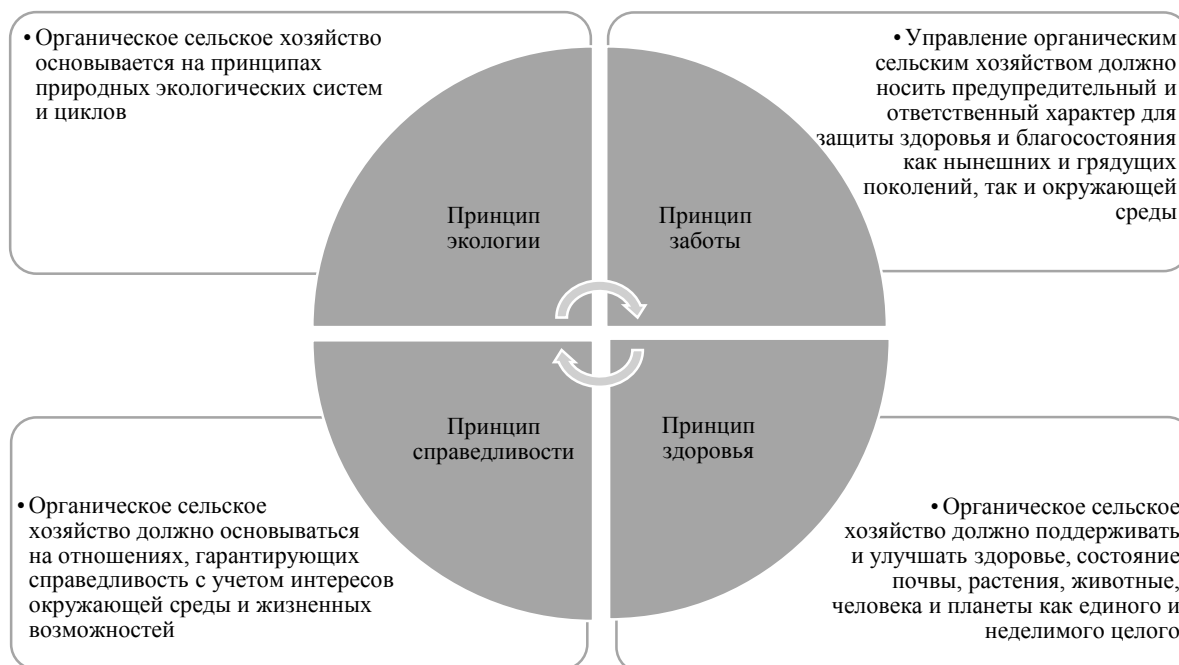 • Органическое сельское хозяйство
основывается на принципах
природных экологических систем
и циклов
• Управление органическим
сельским хозяйством должно
носить предупредительный и
ответственный характер для
защиты здоровья и благосостояния
как нынешних и грядущих
поколений, так и окружающей
среды
Принцип
экологии
Принцип
заботы
Принцип
справедливости
Принцип
здоровья
• Органическое сельское
хозяйство должно основываться
на отношениях, гарантирующих
справедливость с учетом интересов
окружающей среды и жизненных
возможностей
• Органическое сельское
хозяйство должно поддерживать
и улучшать здоровье, состояние
почвы, растения, животные,
человека и планеты как единого и
неделимого целого